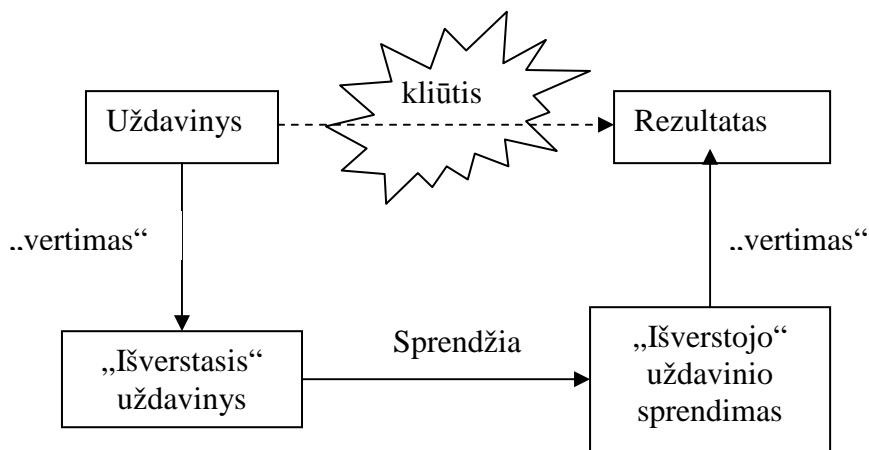 kliūtis
Uždavinys
Rezultatas
„vertimas“
„vertimas“
Sprendžia
„Išverstasis“
uždavinys
„Išverstojo“
uždavinio
sprendimas